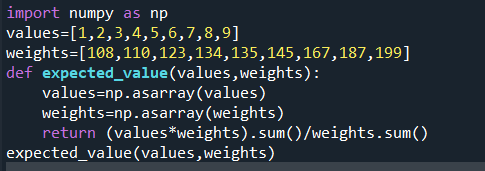 import numpy as np
values=[1,2,3,4,5,6,7,8,9]
weights=[108,110,123,134,135,145,167,187,199]
def expected_value(values,weights):
    values=np.asarray(values)
    weights=np.asarray(weights)
    return (values*weights).sum()/weights.sum()
expected_value(values,weights)